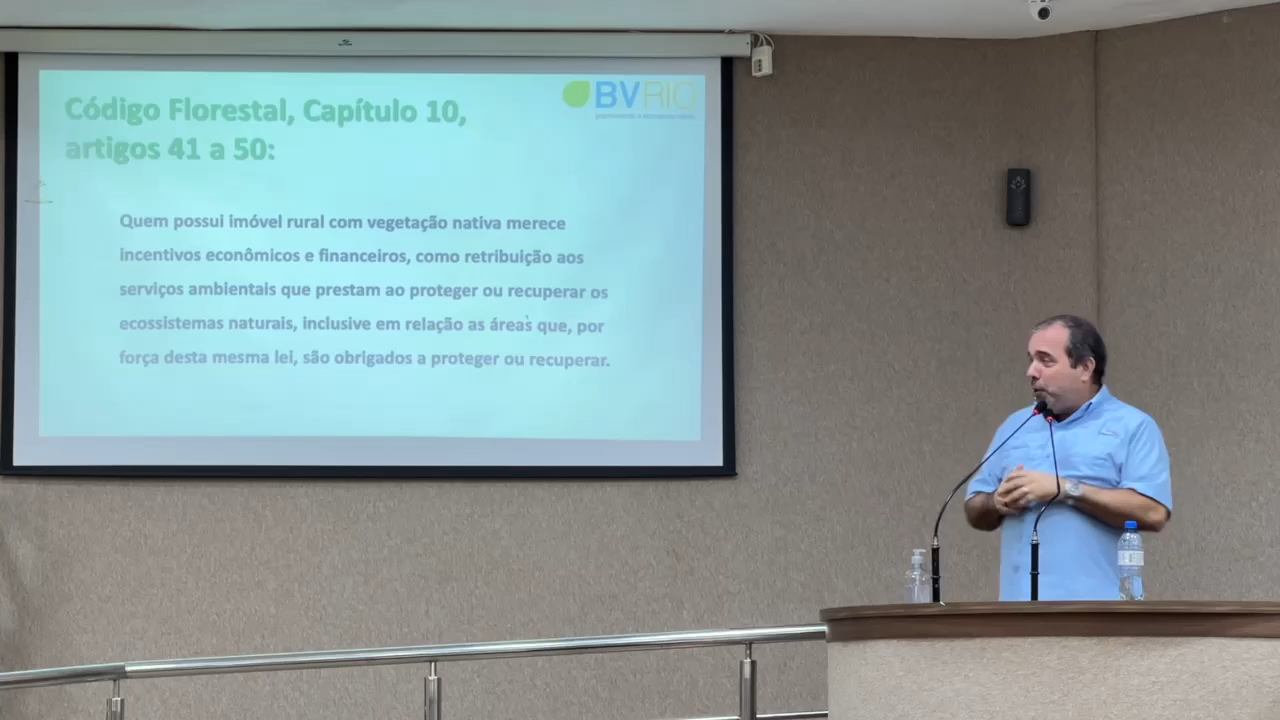 Código Florestal, Capítulo 10,
artigos 41 a 50:
BVRIO
Quem possui imóvel rural com vegetação nativa merece
incentivos econômicos e financeiros, como retribuição aos
serviços ambientais que prestam ao proteger ou recuperar os
ecossistemas naturais, inclusive em relação as áreas que, por
força desta mesma lei, são obrigados a proteger ou recuperar.